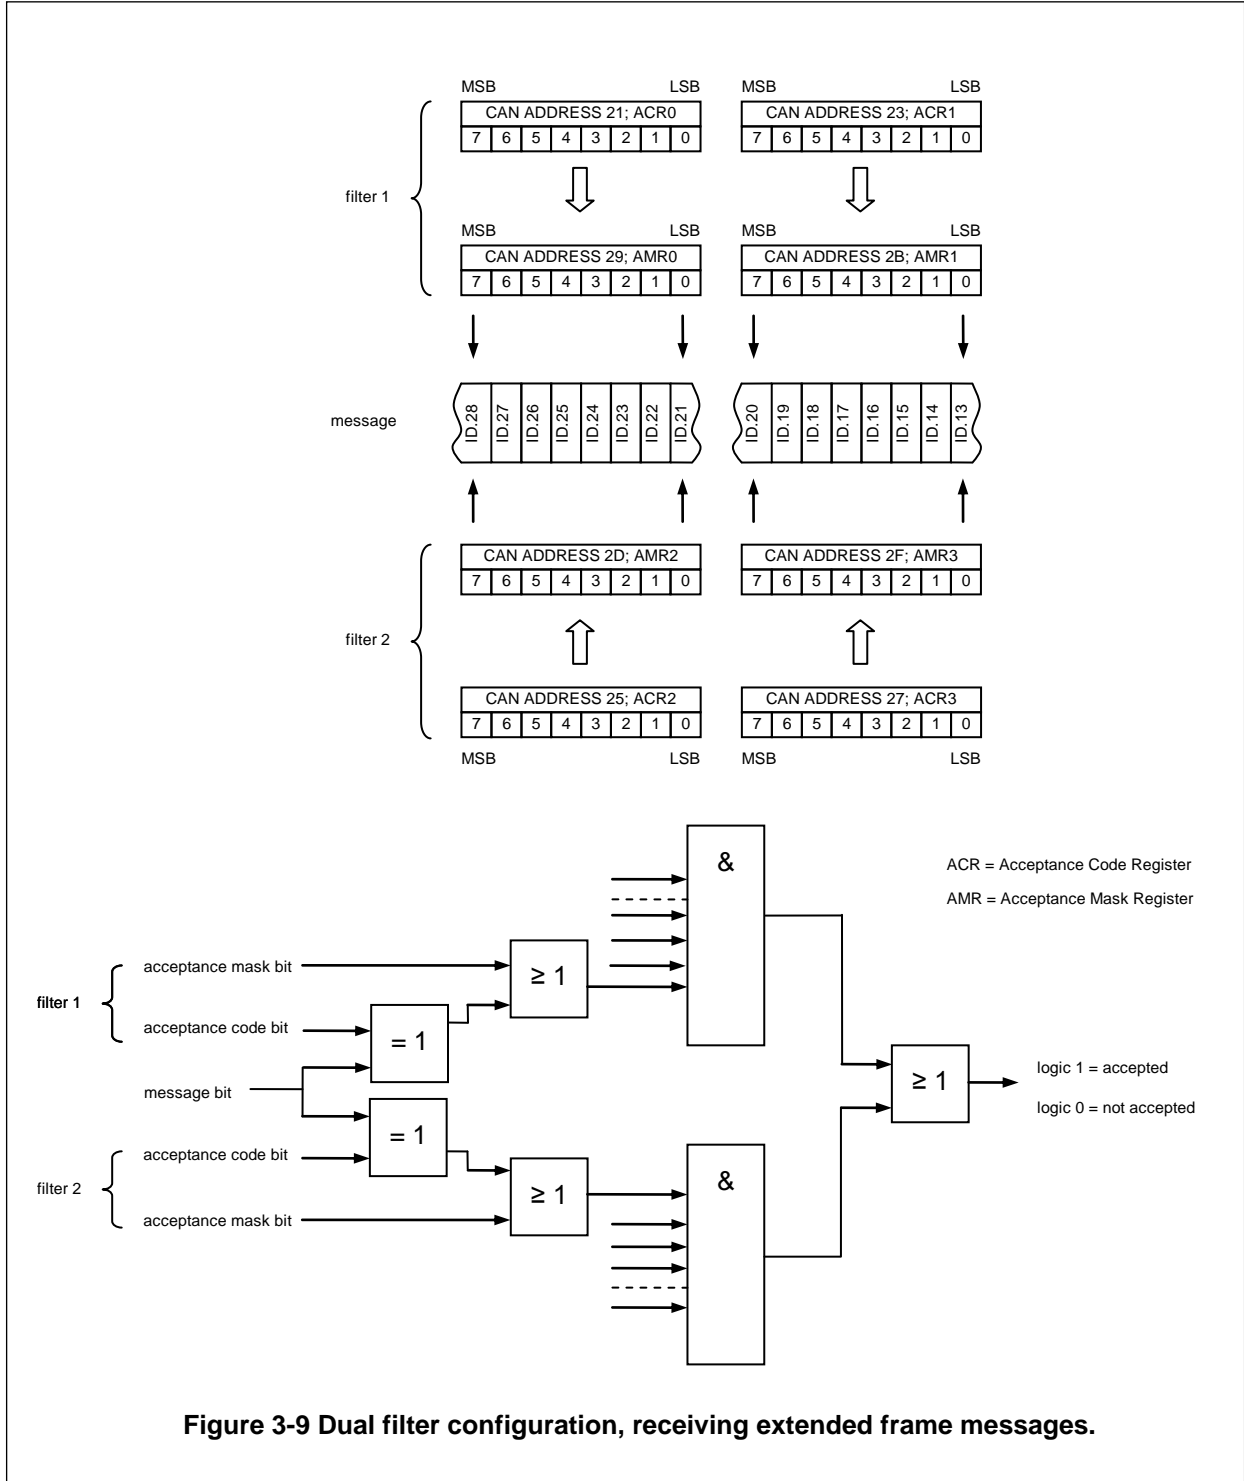 MSB LSB MSB LSB
CAN ADDRESS 21; ACR0 CAN ADDRESS 23; ACR1
7 6 5 4 3 2 1 0 7 6 5 4 3 2 1 0
filter 1
MSB LSB MSB LSB
CAN ADDRESS 29; AMR0 CAN ADDRESS 2B; AMR1
7 6 5 4 3 2 1 0 7 6 5 4 3 2 1 0
message
ID.28 ID.27 ID.26 ID.25 ID.24 ID.23 ID.22 ID.21 ID.20 ID.19 ID.18 ID.17 ID.16 ID.15 ID.14 ID.13
CAN ADDRESS 2D; AMR2 CAN ADDRESS 2F; AMR3
7 6 5 4 3 2 1 0 7 6 5 4 3 2 1 0
filter 2
CAN ADDRESS 25; ACR2 CAN ADDRESS 27; ACR3
7 6 5 4 3 2 1 0 7 6 5 4 3 2 1 0
MSB LSB MSB LSB
&
ACR = Acceptance Code Register
AMR = Acceptance Mask Register
acceptance mask bit
≥ 1
filter 1
acceptance code bit
= 1
message bit
≥ 1
logic 1 = accepted
logic 0 = not accepted
= 1
acceptance code bit
filter 2
≥ 1
&
acceptance mask bit
Figure 3-9 Dual filter configuration, receiving extended frame messages.